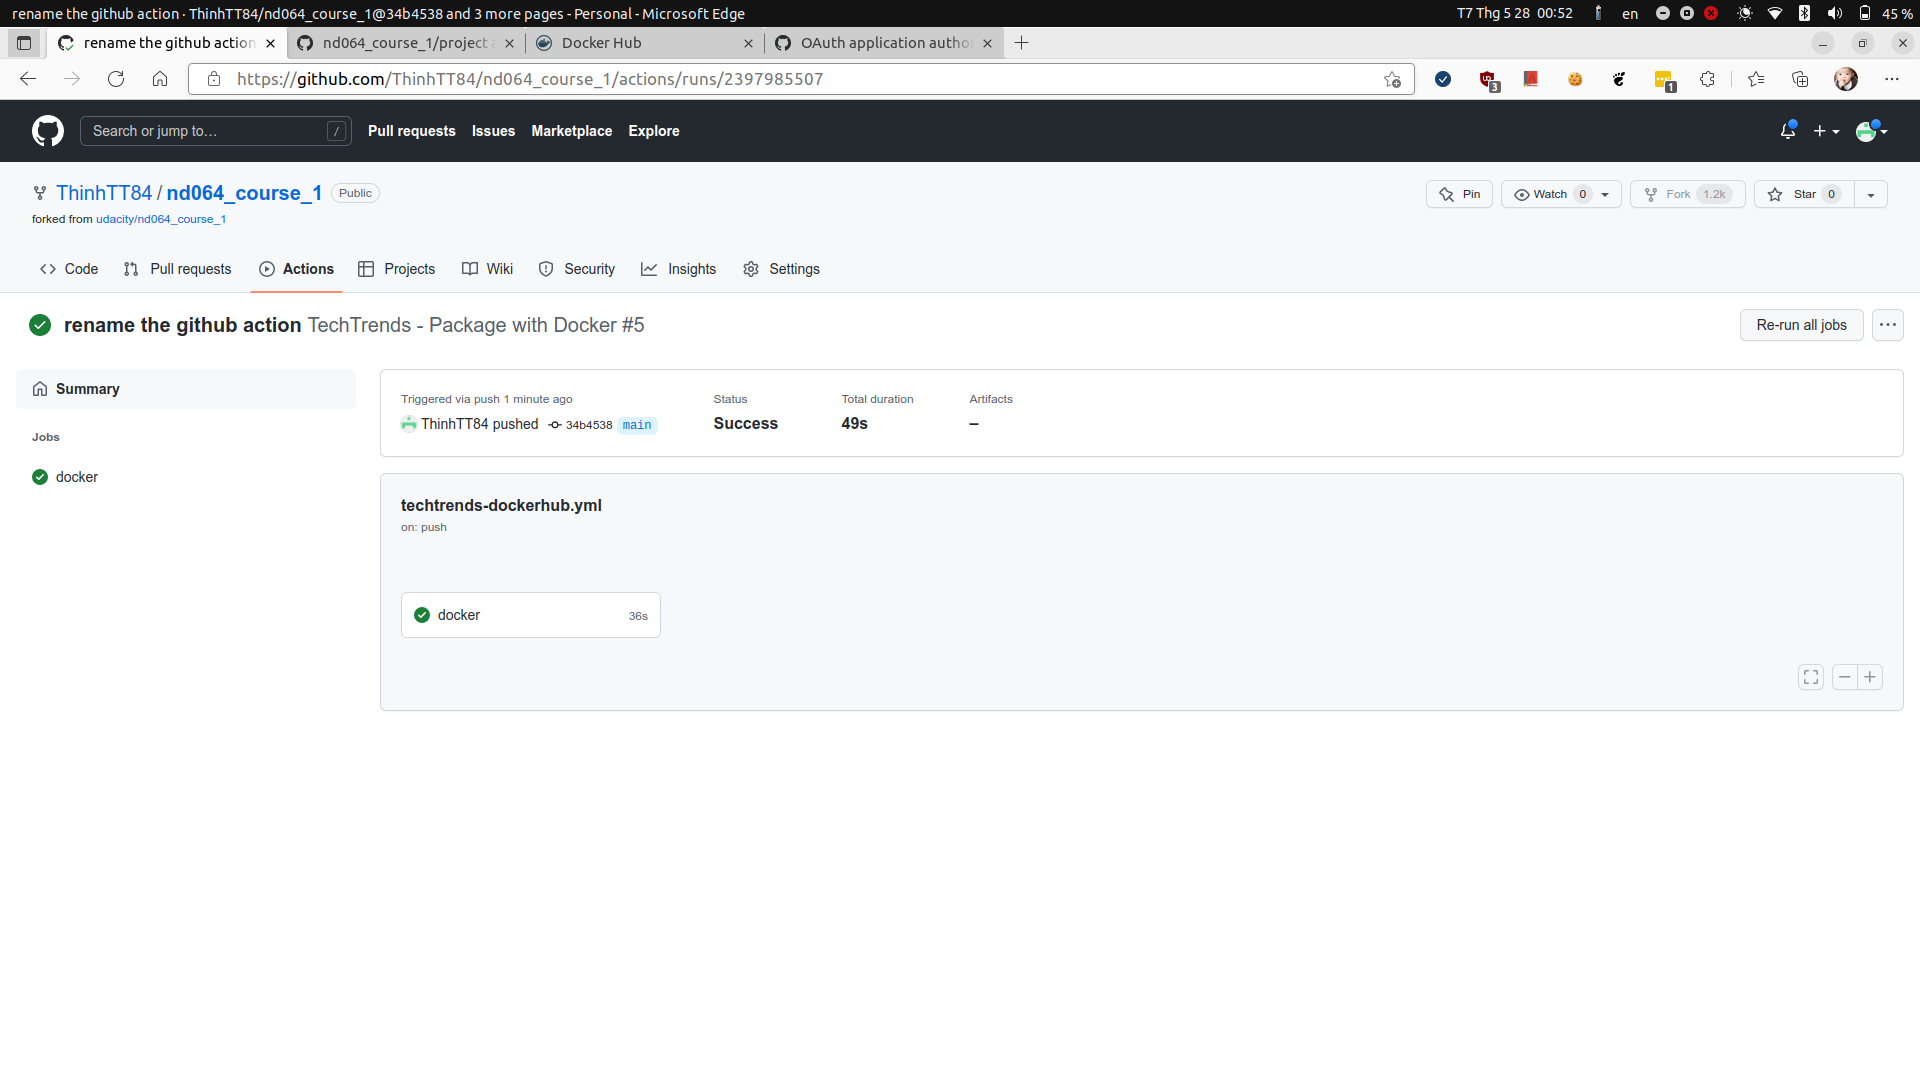 rename the github action · ThinhTT84/nd064_course_1@34b4538 and 3 more pages - Personal - Microsoft Edge
T7 Thg 5 28 00:52
en
45 %
rename the github action
nd064_course_1/project
Docker Hub
OAuth application autho
https://github.com/ThinhTT84/nd064_course_1/actions/runs/2397985507
3
1
Search or jump to…
/
Pull requests
Issues
Marketplace
Explore
ThinhTT84 / nd064_course_1
Public
Pin
Watch 0
Fork 1.2k
Star 0
forked from udacity/nd064_course_1
Code
Pull requests
Actions
Projects
Wiki
Security
Insights
Settings
rename the github action TechTrends - Package with Docker #5
Re-run all jobs
Summary
Jobs
docker
Triggered via push 1 minute ago
ThinhTT84 pushed 34b4538 main
Status
Success
Total duration
49s
Artifacts
–
techtrends-dockerhub.yml
on: push
docker
36s